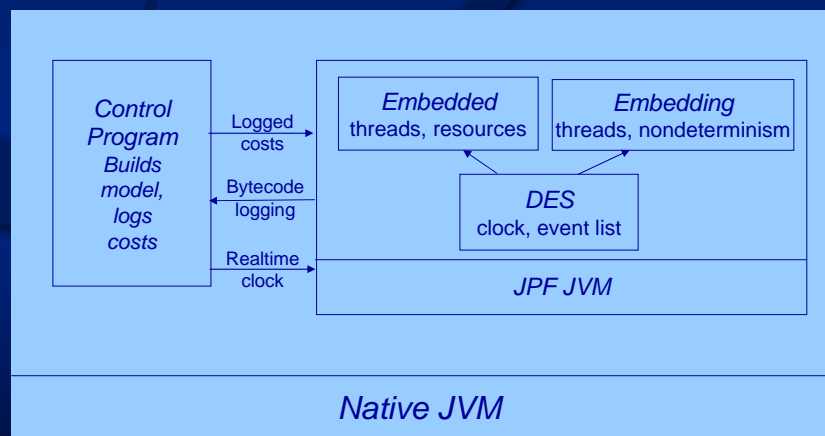 Control
Program
Builds
model,
logs
costs
Logged
costs
Bytecode
logging
Realtime
clock
Embedded
threads, resources
Embedding
threads, nondeterminism
DES
clock, event list
JPF JVM
Native JVM